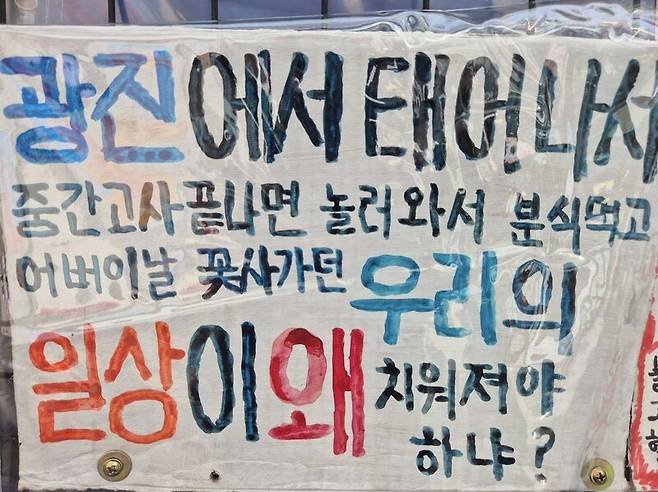 광진에서 태어나서
중간고사끝나면 놀러와서 분식먹고
어버이날 꽃사가던 우리의
일상이 왜 치워져야
하냐?